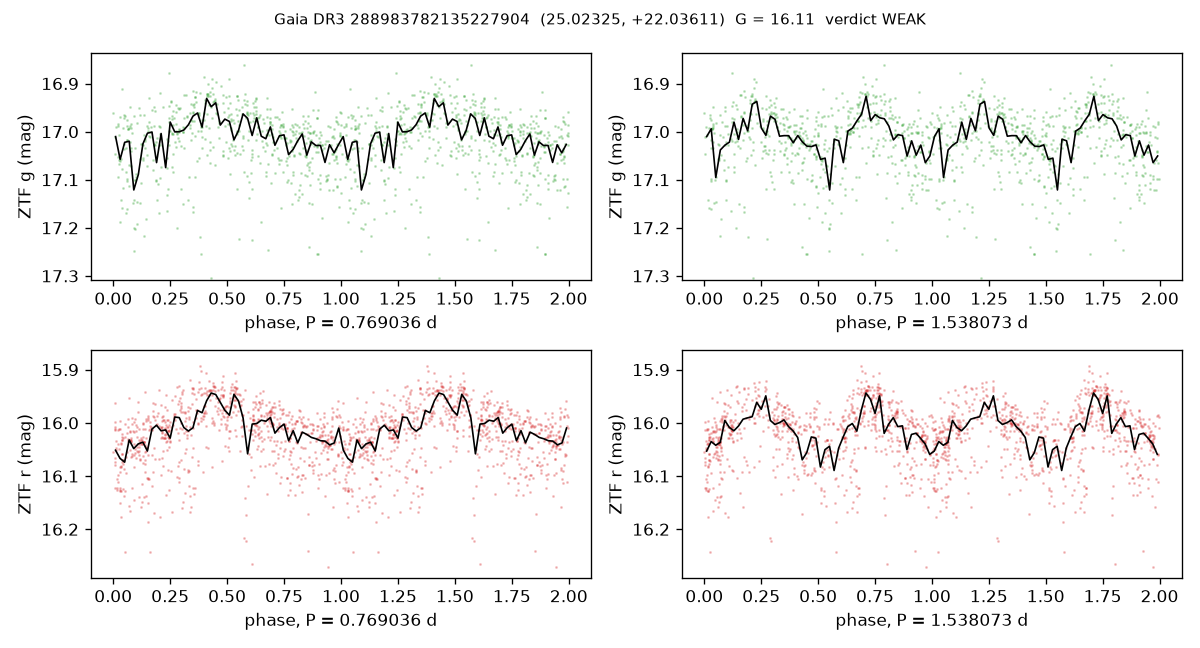 Gaia DR3 288983782135227904  (25.02325, +22.03611)  G = 16.11  verdict WEAK
ZTF g (mag)
16.9
17.0
17.1
17.2
17.3
0.00 0.25 0.50 0.75 1.00 1.25 1.50 1.75 2.00
phase, P = 0.769036 d
ZTF g (mag)
16.9
17.0
17.1
17.2
17.3
0.00 0.25 0.50 0.75 1.00 1.25 1.50 1.75 2.00
phase, P = 1.538073 d
ZTF r (mag)
15.9
16.0
16.1
16.2
0.00 0.25 0.50 0.75 1.00 1.25 1.50 1.75 2.00
phase, P = 0.769036 d
ZTF r (mag)
15.9
16.0
16.1
16.2
0.00 0.25 0.50 0.75 1.00 1.25 1.50 1.75 2.00
phase, P = 1.538073 d